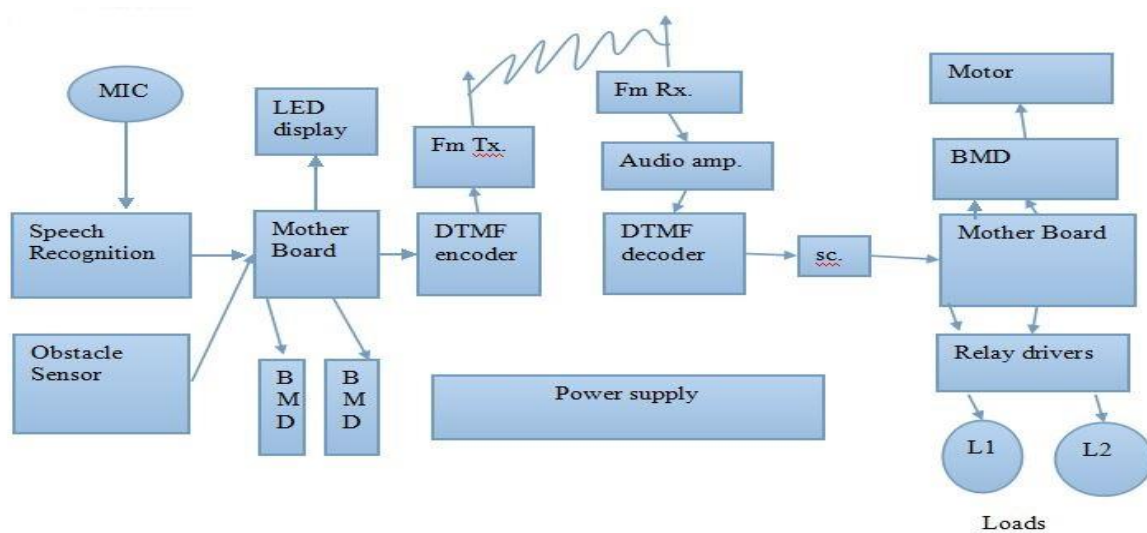 MIC
LED
display
Fm Tx.
Fm Rx.
Audio amp.
Motor
BMD
Speech
Recognition
Mother
Board
DTMF
encoder
DTMF
decoder
sc.
Mother Board
Obstacle
Sensor
B
M
D
B
M
D
Power supply
Relay drivers
L1
L2
Loads